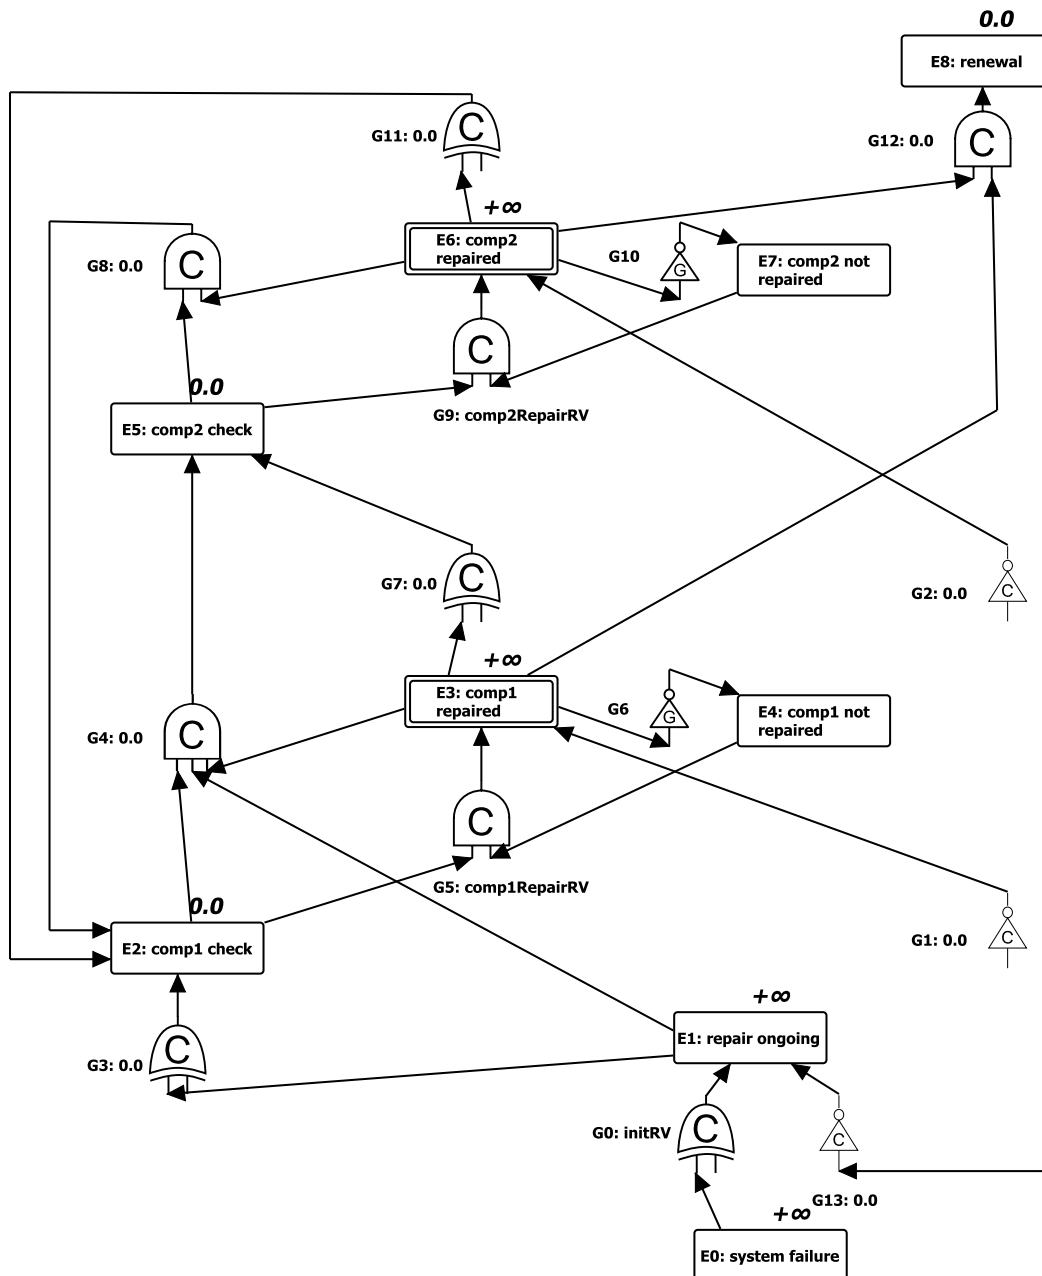 0.0
E8: renewal
C
G11: 0.0
C
G12: 0.0
+∞
E6: comp2
repaired
G10
G
E7: comp2 not
repaired
C
G8: 0.0
C
0.0
G9: comp2RepairRV
E5: comp2 check
C
G7: 0.0
C
G2: 0.0
+∞
E3: comp1
repaired
G6
G
E4: comp1 not
repaired
C
G4: 0.0
C
G5: comp1RepairRV
0.0
E2: comp1 check
C
G1: 0.0
+∞
E1: repair ongoing
C
G3: 0.0
C
G0: initRV
C
G13: 0.0
+∞
E0: system failure